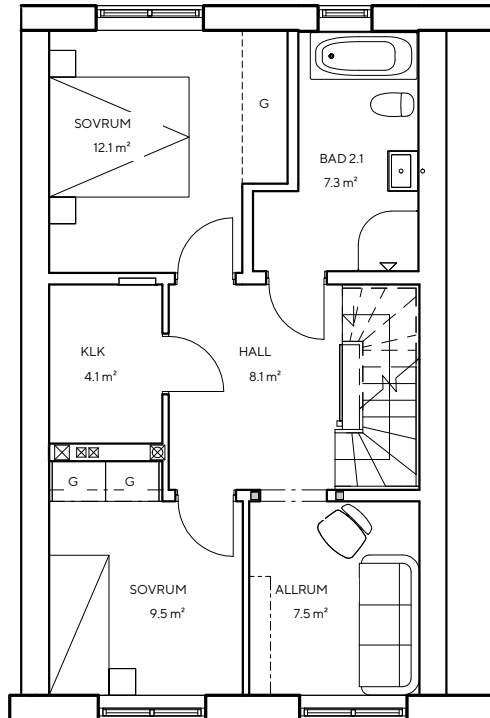 G
SOVRUM
12.1 m²
BAD 2.1
7.3 m²
KLK
4.1 m²
HALL
8.1 m²
G
G
SOVRUM
9.5 m²
ALLRUM
7.5 m²